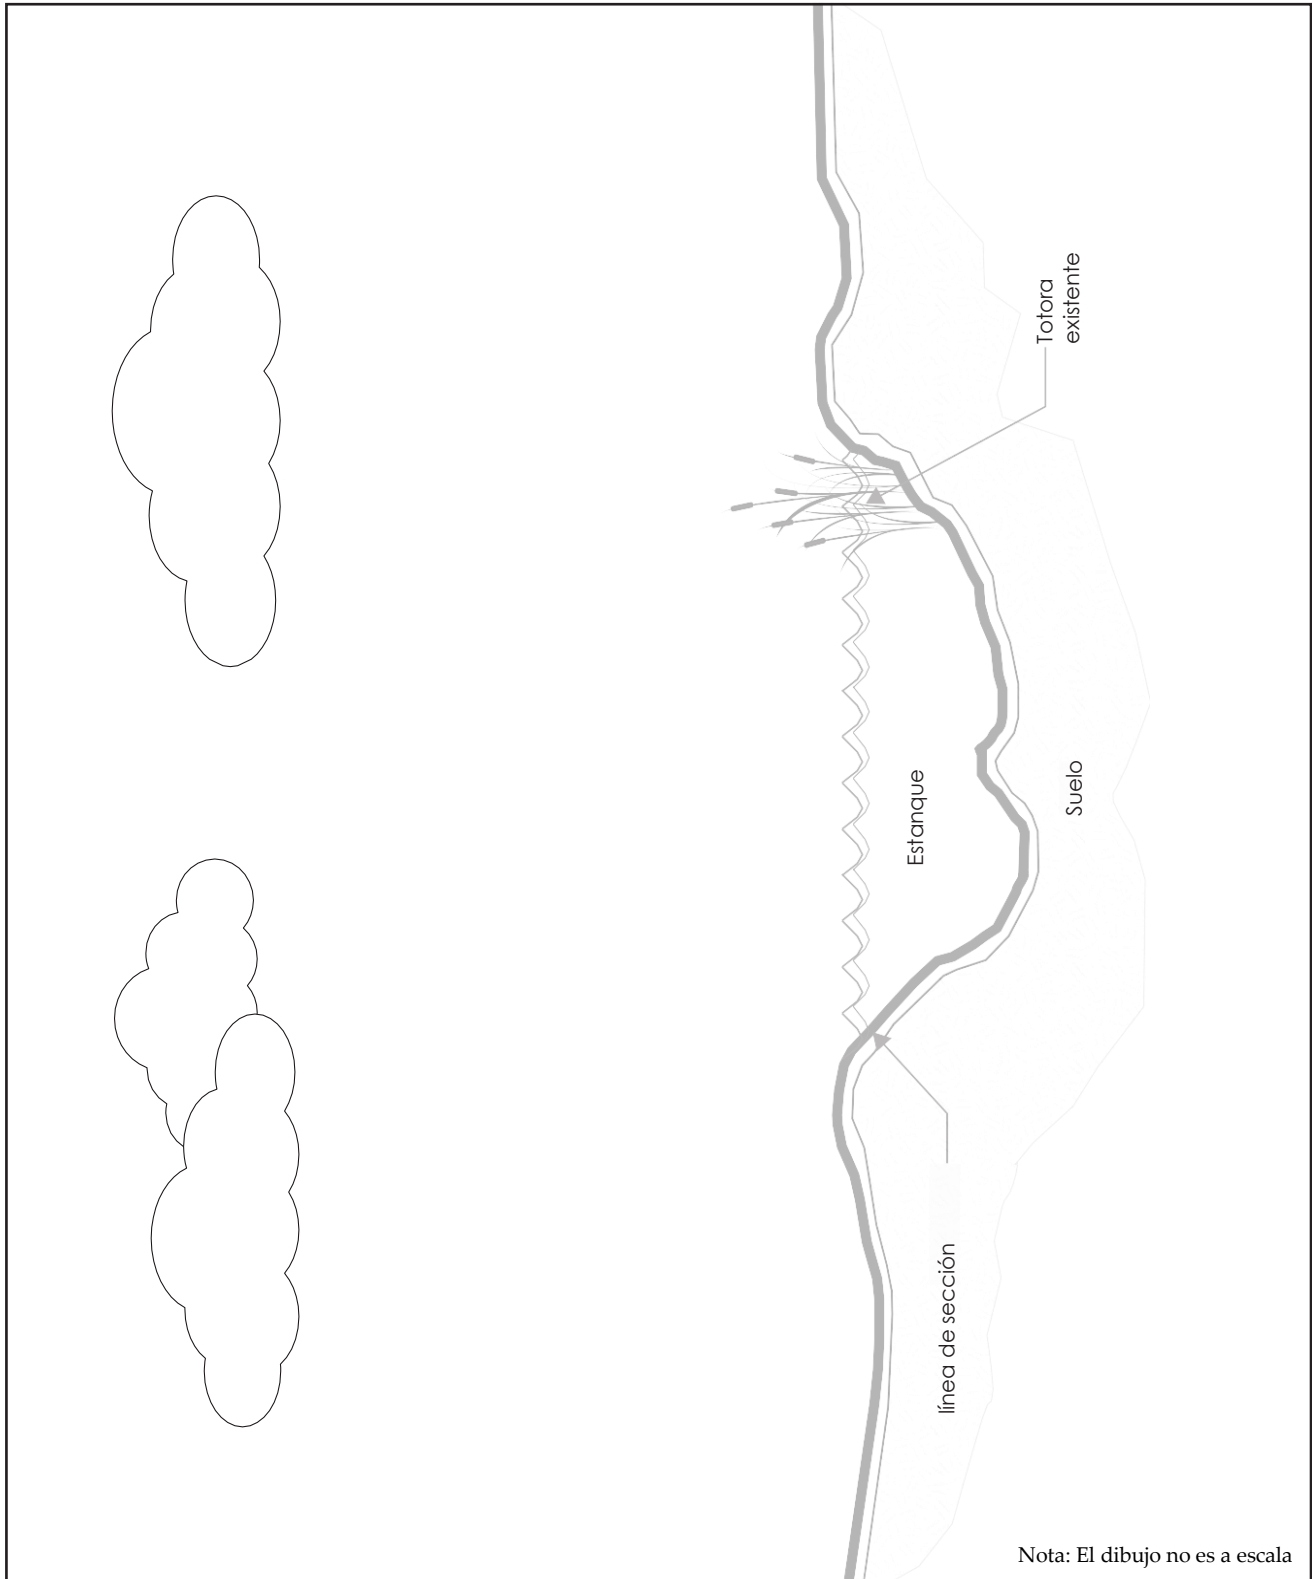 Totora
existente
Estanque
Suelo
línea de sección
Nota: El dibujo no es a escala